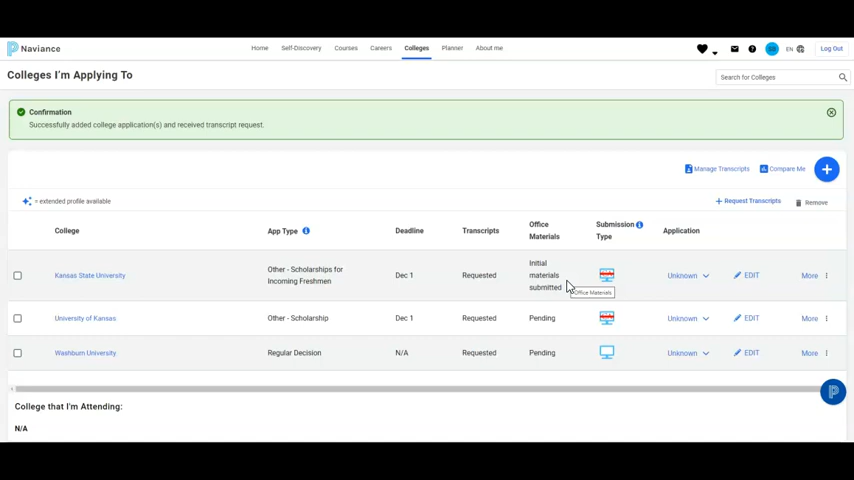 Naviance
Home Self-Discovery Courses Careers Colleges Planner About me EN Log Out
Colleges I'm Applying To
Search for Colleges
Confirmation
Successfully added college application(s) and received transcript request.
Manage Transcripts Compare Me +
= extended profile available
+ Request Transcripts Remove
College App Type Deadline Transcripts Office Materials Submission Type Application
Kansas State University Other - Scholarships for Incoming Freshmen Dec 1 Requested Initial materials submitted Unknown EDIT More
Office Materials
University of Kansas Other - Scholarship Dec 1 Requested Pending Unknown EDIT More
Washburn University Regular Decision N/A Requested Pending Unknown EDIT More
College that I'm Attending:
N/A